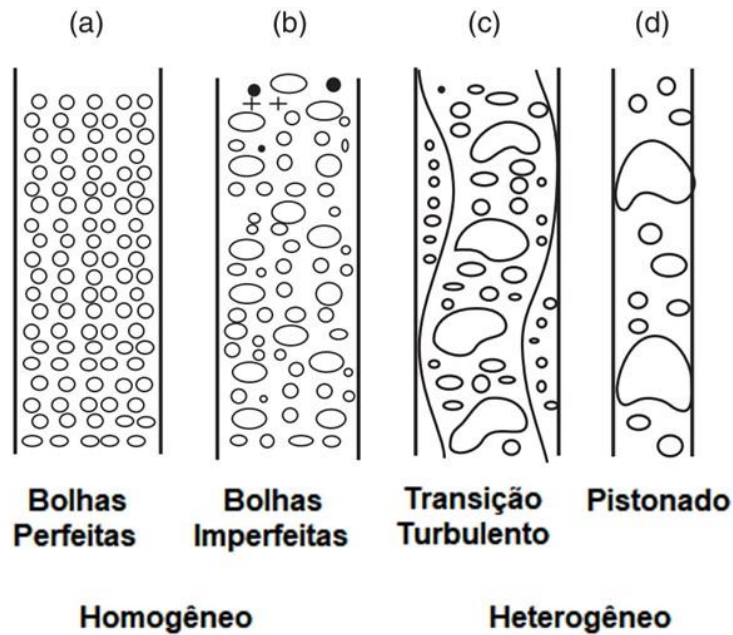 (a) (b) (c) (d)
Bolhas
Perfeitas
Bolhas
Imperfeitas
Transição
Turbulento
Pistonado
Homogêneo
Heterogêneo